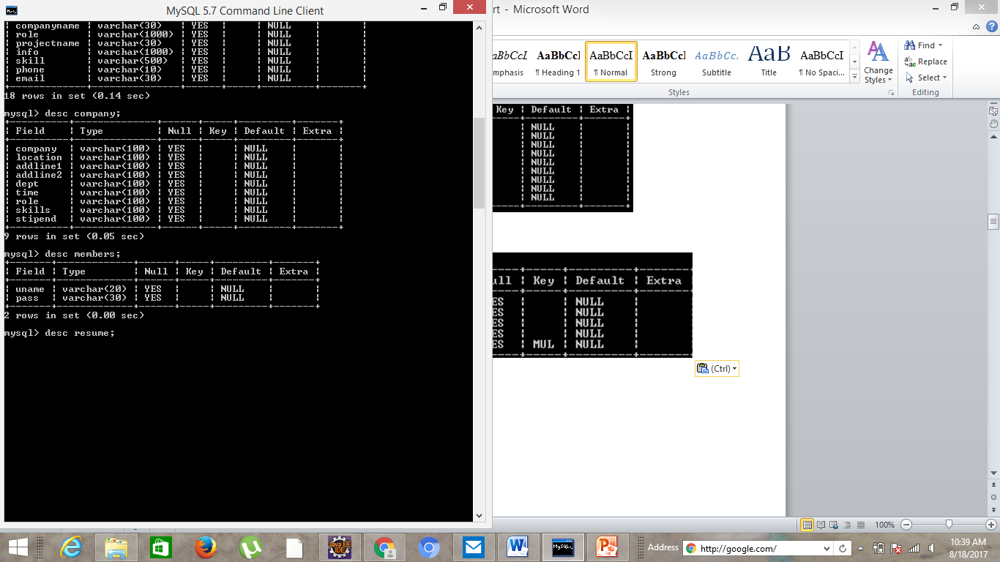 MySQL 5.7 Command Line Client
| companyname | varchar(30) | YES | | NULL | |
| role | varchar(1000) | YES | | NULL | |
| projectname | varchar(30) | YES | | NULL | |
| info | varchar(1000) | YES | | NULL | |
| skill | varchar(500) | YES | | NULL | |
| phone | varchar(10) | YES | | NULL | |
| email | varchar(30) | YES | | NULL | |
18 rows in set (0.14 sec)
mysql> desc company;
| Field | Type | Null | Key | Default | Extra |
| company | varchar(100) | YES | | NULL | |
| location | varchar(100) | YES | | NULL | |
| addline1 | varchar(100) | YES | | NULL | |
| addline2 | varchar(100) | YES | | NULL | |
| dept | varchar(100) | YES | | NULL | |
| time | varchar(100) | YES | | NULL | |
| role | varchar(100) | YES | | NULL | |
| skills | varchar(100) | YES | | NULL | |
| stipend | varchar(100) | YES | | NULL | |
9 rows in set (0.05 sec)
mysql> desc members;
| Field | Type | Null | Key | Default | Extra |
| uname | varchar(20) | YES | | NULL | |
| pass | varchar(30) | YES | | NULL | |
2 rows in set (0.00 sec)
mysql> desc resume;
rt - Microsoft Word
aBbCcI AaBbCcl AaBbCcI AaBbCcl AaBbCc. AaB AaBbCcI
mphasis ¶ Heading 1 ¶ Normal Strong Subtitle Title ¶ No Spaci...
Change
Styles
Find
Replace
Select
Styles Editing
Key | Default | Extra |
| NULL | |
| NULL | |
| NULL | |
| NULL | |
| NULL | |
| NULL | |
| NULL | |
| NULL | |
| NULL | |
ull | Key | Default | Extra
ES | | NULL |
ES | | NULL |
ES | | NULL |
ES | | NULL |
ES | MUL | NULL |
(Ctrl)
100%
Java EE
IDE
MySQL
Address http://google.com/
10:39 AM
8/18/2017